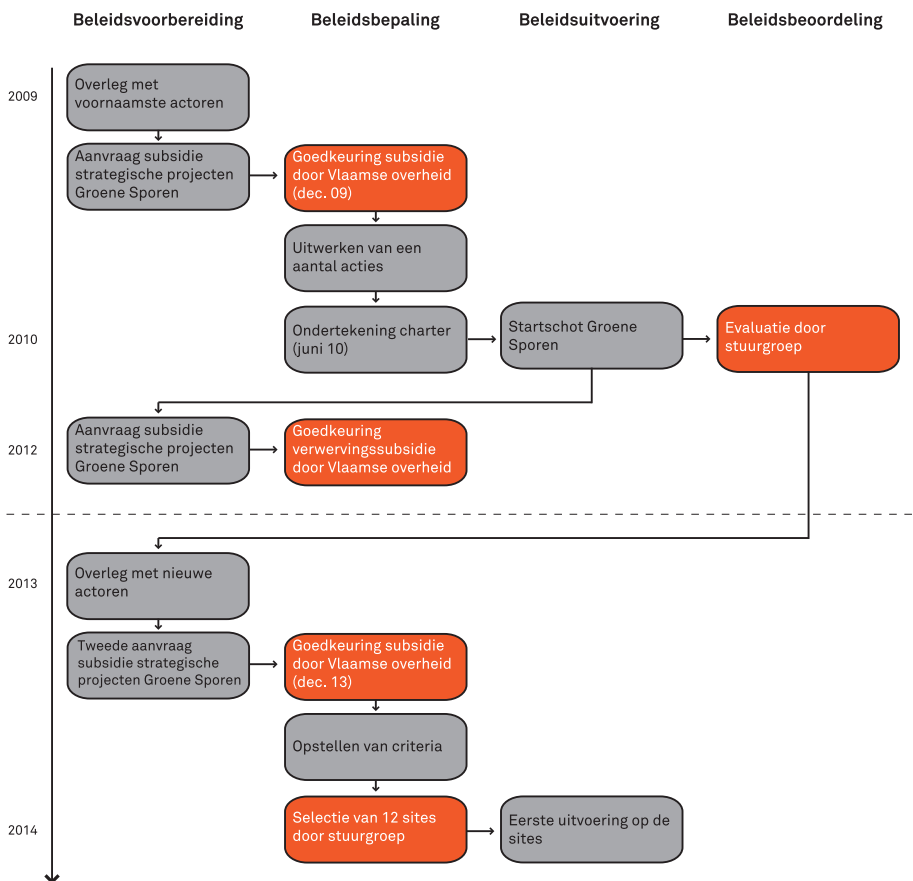 Beleidsvoorbereiding
Beleidsbepaling
Beleidsuitvoering
Beleidsbeoordeling
2009
Overleg met
voornaamste actoren
Aanvraag subsidie
strategische projecten
Groene Sporen
Goedkeuring subsidie
door Vlaamse overheid
(dec. 09)
Uitwerken van een
aantal acties
2010
Ondertekening charter
(juni 10)
Startschot Groene
Sporen
Evaluatie door
stuurgroep
2012
Aanvraag subsidie
strategische projecten
Groene Sporen
Goedkeuring
verwervingssubsidie
door Vlaamse overheid
2013
Overleg met nieuwe
actoren
Tweede aanvraag
subsidie strategische
projecten Groene Sporen
Goedkeuring subsidie
door Vlaamse overheid
(dec. 13)
Opstellen van criteria
2014
Selectie van 12 sites
door stuurgroep
Eerste uitvoering op de
sites